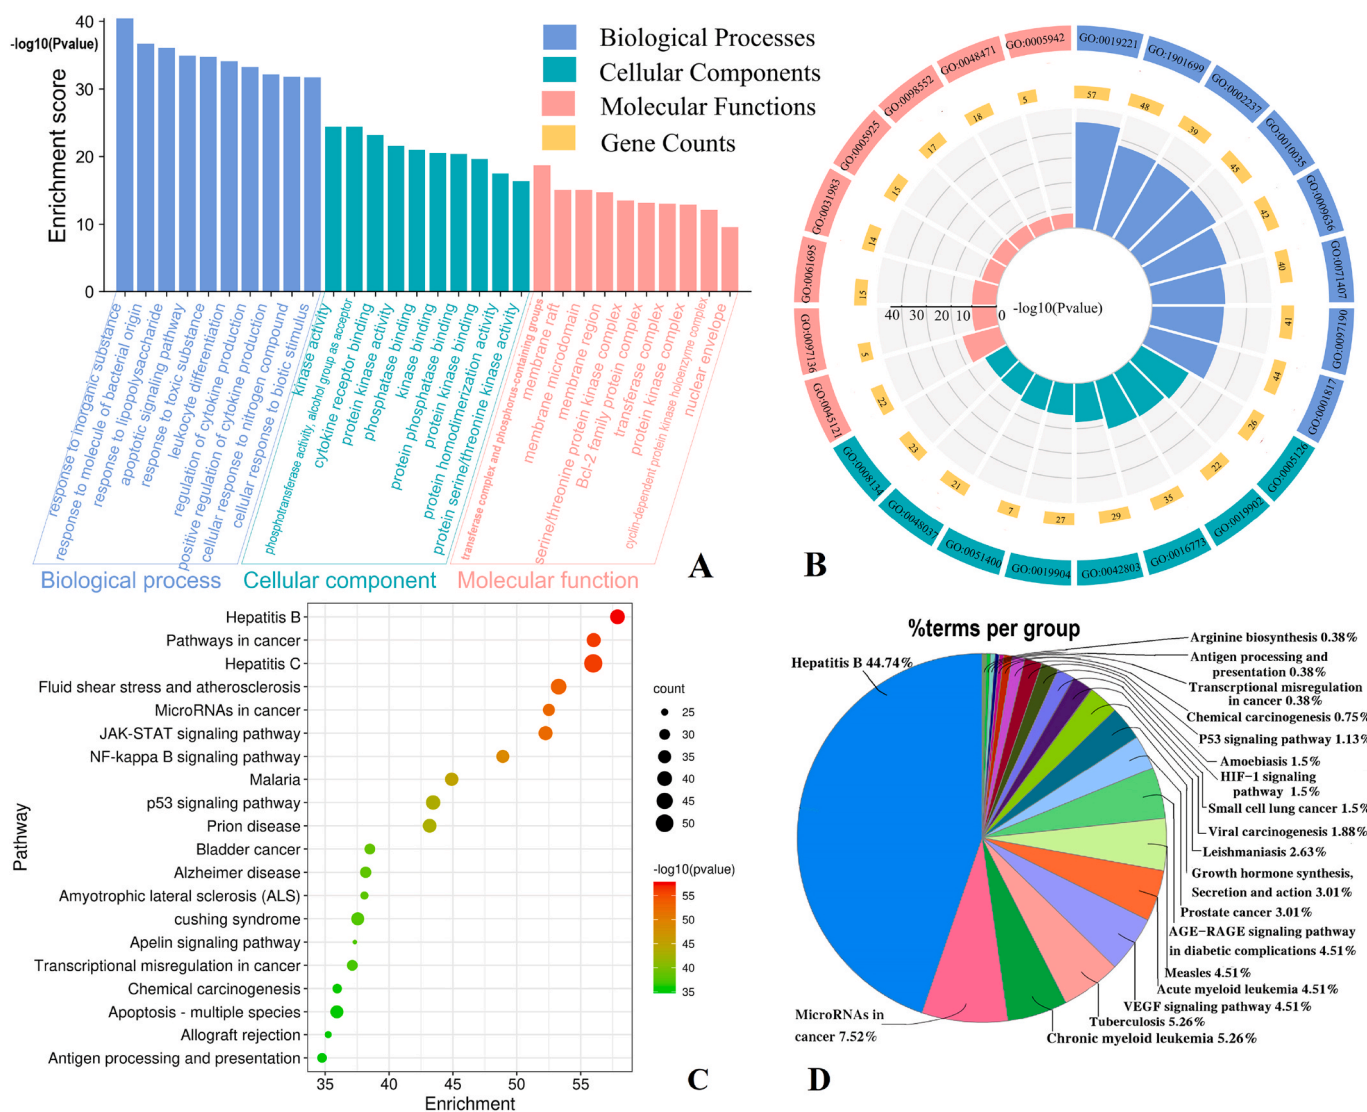 40
-log10(Pvalue)
30
20
10
0
Enrichment score
Biological Processes
Cellular Components
Molecular Functions
Gene Counts
response to inorganic substance
response to molecule of bacterial origin
response to lipopolysaccharide
apoptotic signaling pathway
response to toxic substance
leukocyte differentiation
regulation of cytokine production
positive regulation of cytokine production
cellular response to nitrogen compound
cellular response to biotic stimulus
kinase activity
phosphotransferase activity, alcohol group as acceptor
cytokine receptor binding
protein kinase activity
phosphatase binding
kinase binding
protein phosphatase binding
protein kinase binding
protein homodimerization activity
protein serine/threonine kinase activity
transferase complex and phosphorus-containing groups
membrane raft
membrane microdomain
membrane region
serine/threonine protein kinase complex
Bcl-2 family protein complex
transferase complex
protein kinase complex
cyclin-dependent protein kinase holoenzyme complex
nuclear envelope
Biological process
Cellular component
Molecular function
A
GO:0019221
GO:1901699
GO:0002237
GO:0010035
GO:0009636
GO:0071407
GO:0097190
GO:0001817
GO:0005126
GO:0019902
GO:0016773
GO:0042803
GO:0019904
GO:0051400
GO:0048037
GO:0008134
GO:0045121
GO:0097136
GO:0061695
GO:0031983
GO:0005925
GO:0098552
GO:0048471
GO:0005942
57
48
39
45
42
40
41
44
26
22
35
29
27
7
21
23
22
5
15
14
15
17
18
5
40 30 20 10 0
-log10(Pvalue)
B
Hepatitis B
Pathways in cancer
Hepatitis C
Fluid shear stress and atherosclerosis
MicroRNAs in cancer
JAK-STAT signaling pathway
NF-kappa B signaling pathway
Malaria
p53 signaling pathway
Prion disease
Bladder cancer
Alzheimer disease
Amyotrophic lateral sclerosis (ALS)
cushing syndrome
Apelin signaling pathway
Transcriptional misregulation in cancer
Chemical carcinogenesis
Apoptosis - multiple species
Allograft rejection
Antigen processing and presentation
Pathway
35 40 45 50 55
Enrichment
count
25
30
35
40
45
50
-log10(pvalue)
55
50
45
40
35
C
%terms per group
Hepatitis B 44.74%
Arginine biosynthesis 0.38%
Antigen processing and
presentation 0.38%
Transcrptional misregulation
in cancer 0.38%
Chemical carcinogenesis 0.75%
P53 signaling pathway 1.13%
Amoebiasis 1.5%
HIF-1 signaling
pathway 1.5%
Small cell lung cancer 1.5%
Viral carcinogenesis 1.88%
Leishmaniasis 2.63%
Growth hormone synthesis,
Secretion and action 3.01%
Prostate cancer 3.01%
AGE-RAGE signaling pathway
in diabetic complications 4.51%
Measles 4.51%
Acute myeloid leukemia 4.51%
VEGF signaling pathway 4.51%
Tuberculosis 5.26%
Chronic myeloid leukemia 5.26%
MicroRNAs in
cancer 7.52%
D